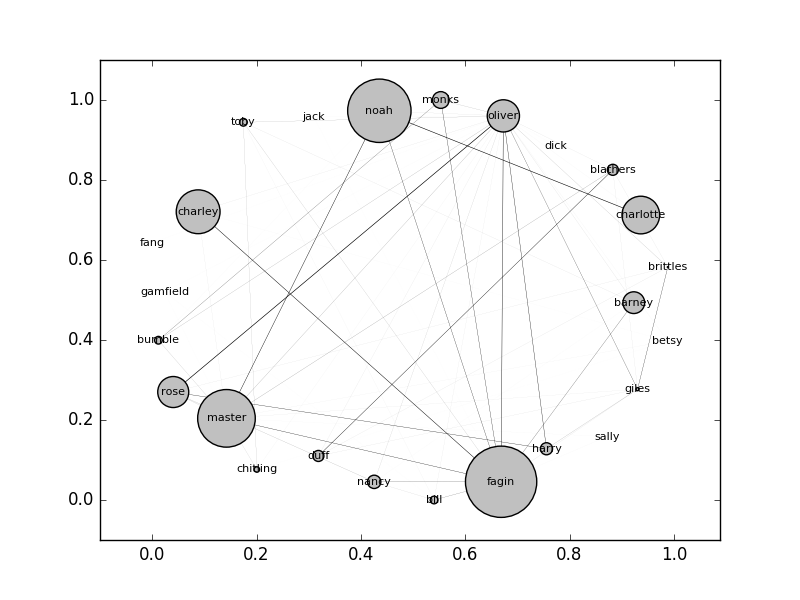 1.0
0.8
0.6
0.4
0.2
0.0
noah
monks
oliver
jack
toby
dick
blathers
charley
charlotte
fang
brittles
gamfield
barney
bumble
betsy
rose
giles
master
sally
harry
duff
chitling
nancy
fagin
bill
0.0 0.2 0.4 0.6 0.8 1.0